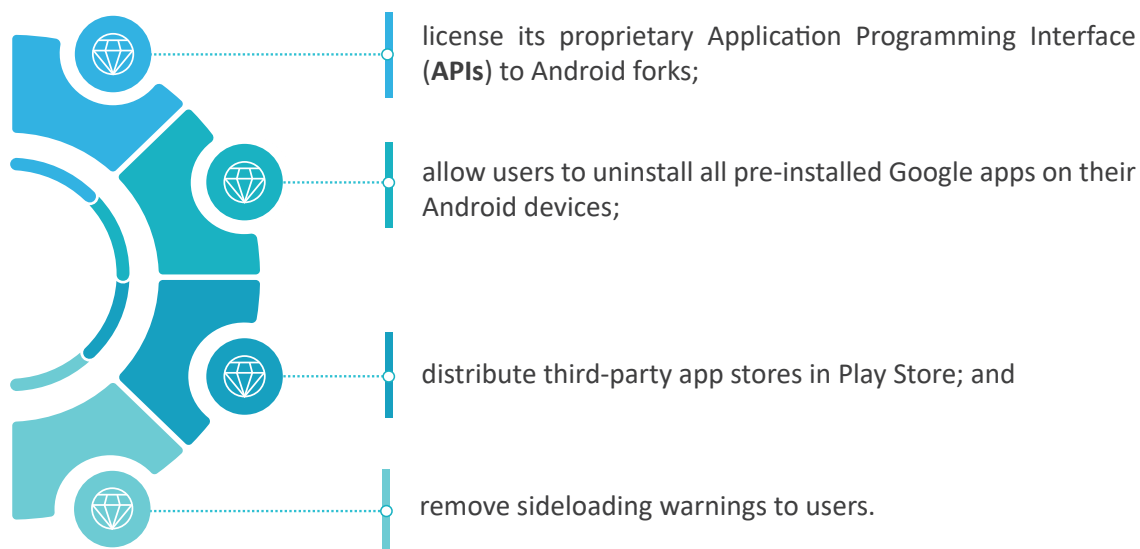 license its proprietary Application Programming Interface
(APIs) to Android forks;
allow users to uninstall all pre-installed Google apps on their
Android devices;
distribute third-party app stores in Play Store; and
remove sideloading warnings to users.